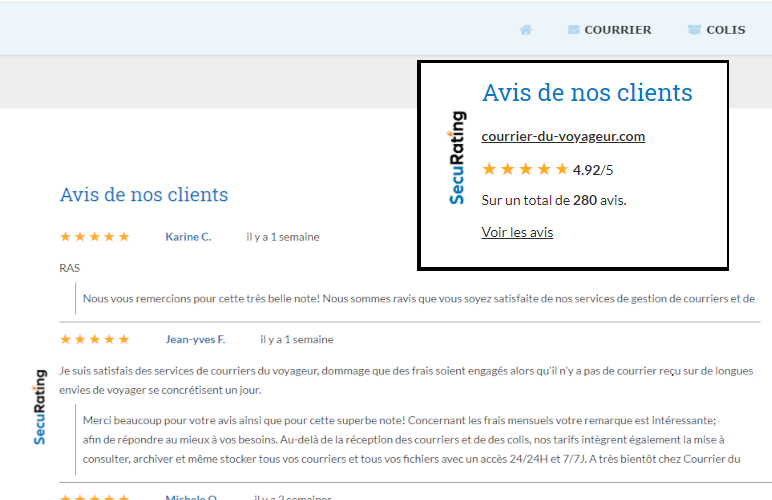 COURRIER COLIS
Avis de nos clients
courrier-du-voyageur.com
4.92/5
Sur un total de 280 avis.
Voir les avis
SecuRating
Avis de nos clients
Karine C. il y a 1 semaine
RAS
Nous vous remercions pour cette très belle note! Nous sommes ravis que vous soyez satisfaite de nos services de gestion de courriers et de
Jean-yves F. il y a 1 semaine
Je suis satisfais des services de courriers du voyageur, dommage que des frais soient engagés alors qu'il n'y a pas de courrier reçu sur de longues
envies de voyager se concrétisent un jour.
SecuRating
Merci beaucoup pour votre avis ainsi que pour cette superbe note! Concernant les frais mensuels votre remarque est intéressante;
afin de répondre au mieux à vos besoins. Au-delà de la réception des courriers et de des colis, nos tarifs intègrent également la mise à
consulter, archiver et même stocker tous vos courriers et tous vos fichiers avec un accès 24/24H et 7/7J. A très bientôt chez Courrier du
Michele O. il y a 2 semaines